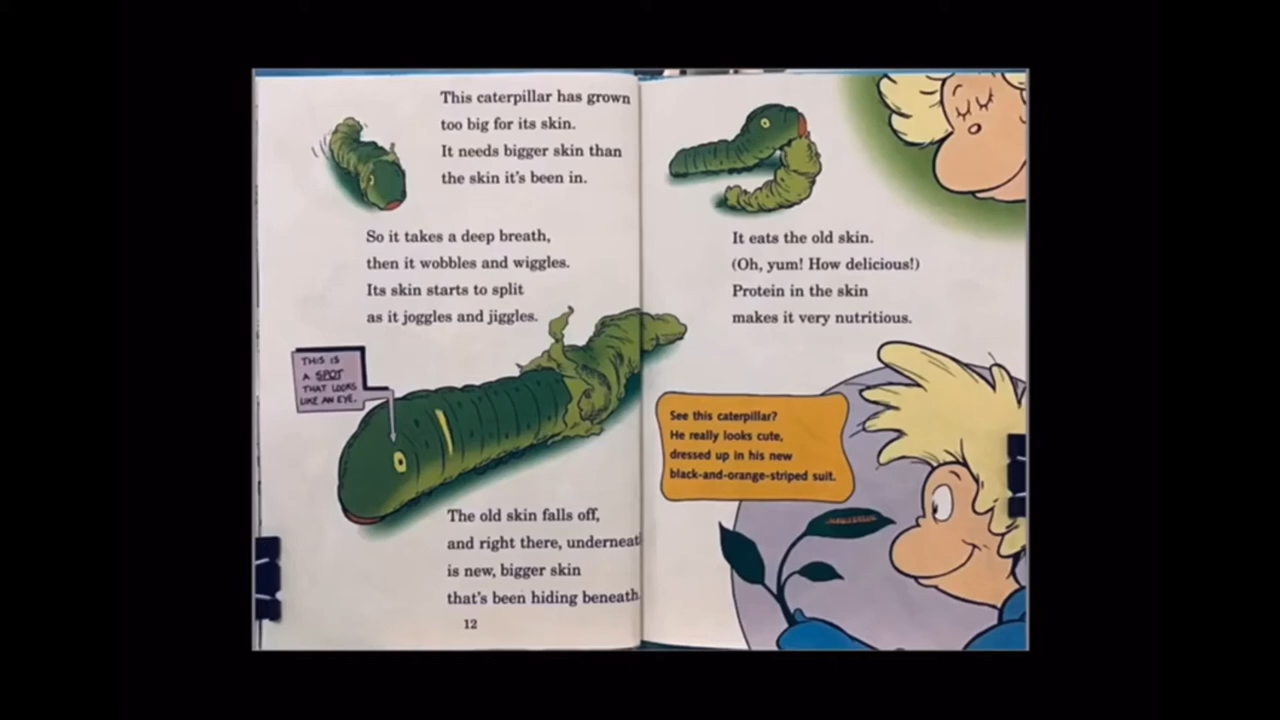 This caterpillar has grown
too big for its skin.
It needs bigger skin than
the skin it's been in.
So it takes a deep breath,
then it wobbles and wiggles.
Its skin starts to split
as it joggles and jiggles.
THIS IS
A SPOT
THAT LOOKS
LIKE AN EYE.
The old skin falls off,
and right there, underneat
is new, bigger skin
that's been hiding beneath.
12
It eats the old skin.
(Oh, yum! How delicious!)
Protein in the skin
makes it very nutritious.
See this caterpillar?
He really looks cute,
dressed up in his new
black-and-orange-striped suit.